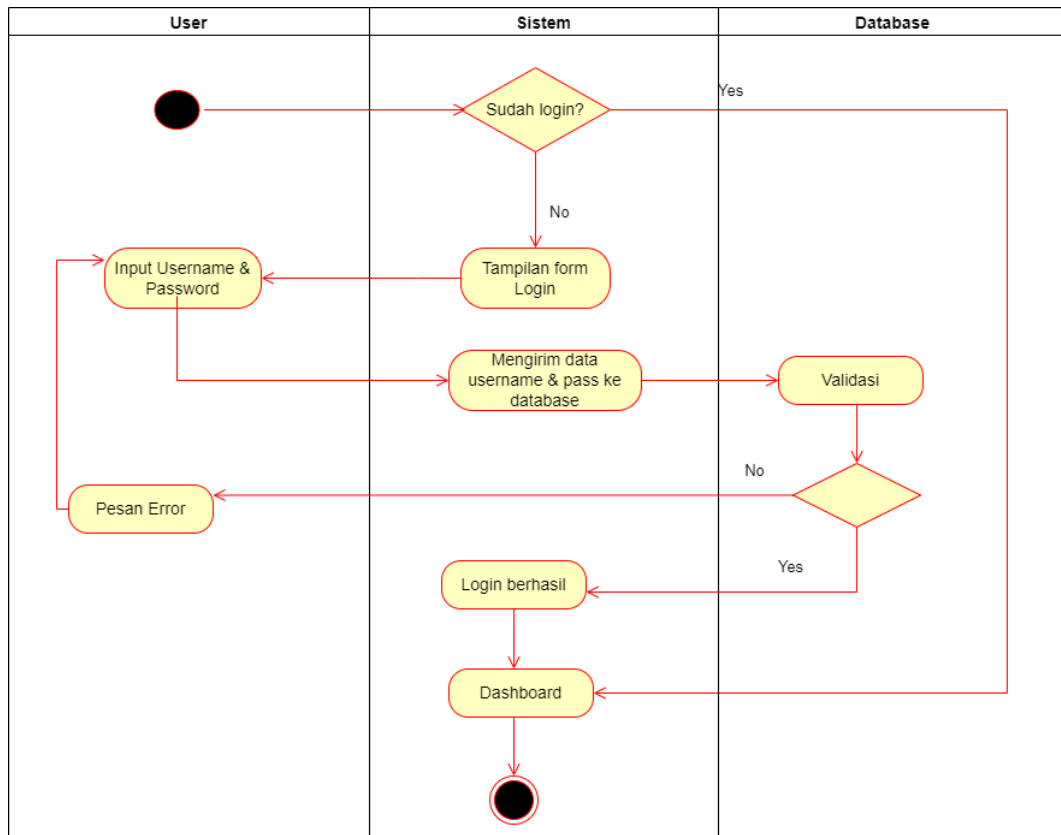 User
Sistem
Database
Sudah login?
Yes
No
Input Username &
Password
Tampilan form
Login
Mengirim data
username & pass ke
database
Validasi
No
Pesan Error
Yes
Login berhasil
Dashboard